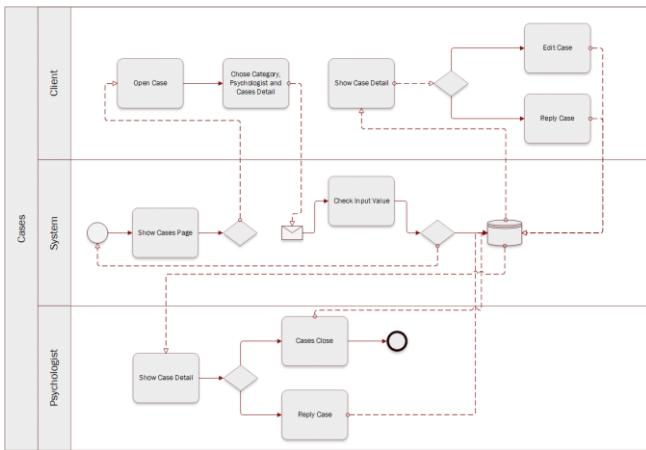 Cases
Client
Open Case
Chose Category,
Psychologist and
Cases Detail
Show Case Detail
Edit Case
Reply Case
System
Show Cases Page
Check Input Value
Psychologist
Show Case Detail
Cases Close
Reply Case